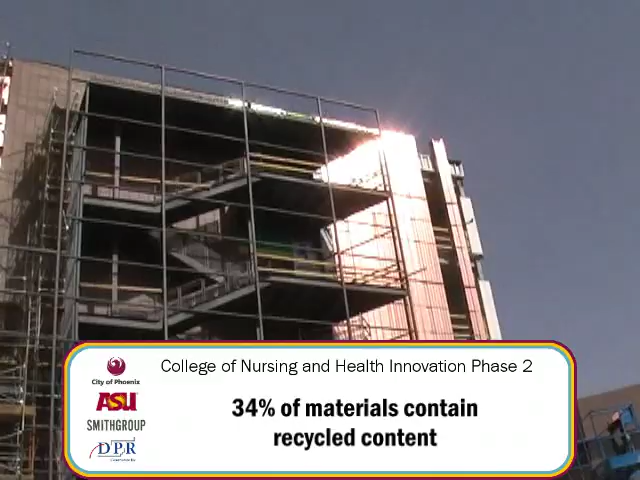 College of Nursing and Health Innovation Phase 2
City of Phoenix
ASU
SMITHGROUP
DPR
34% of materials contain
recycled content